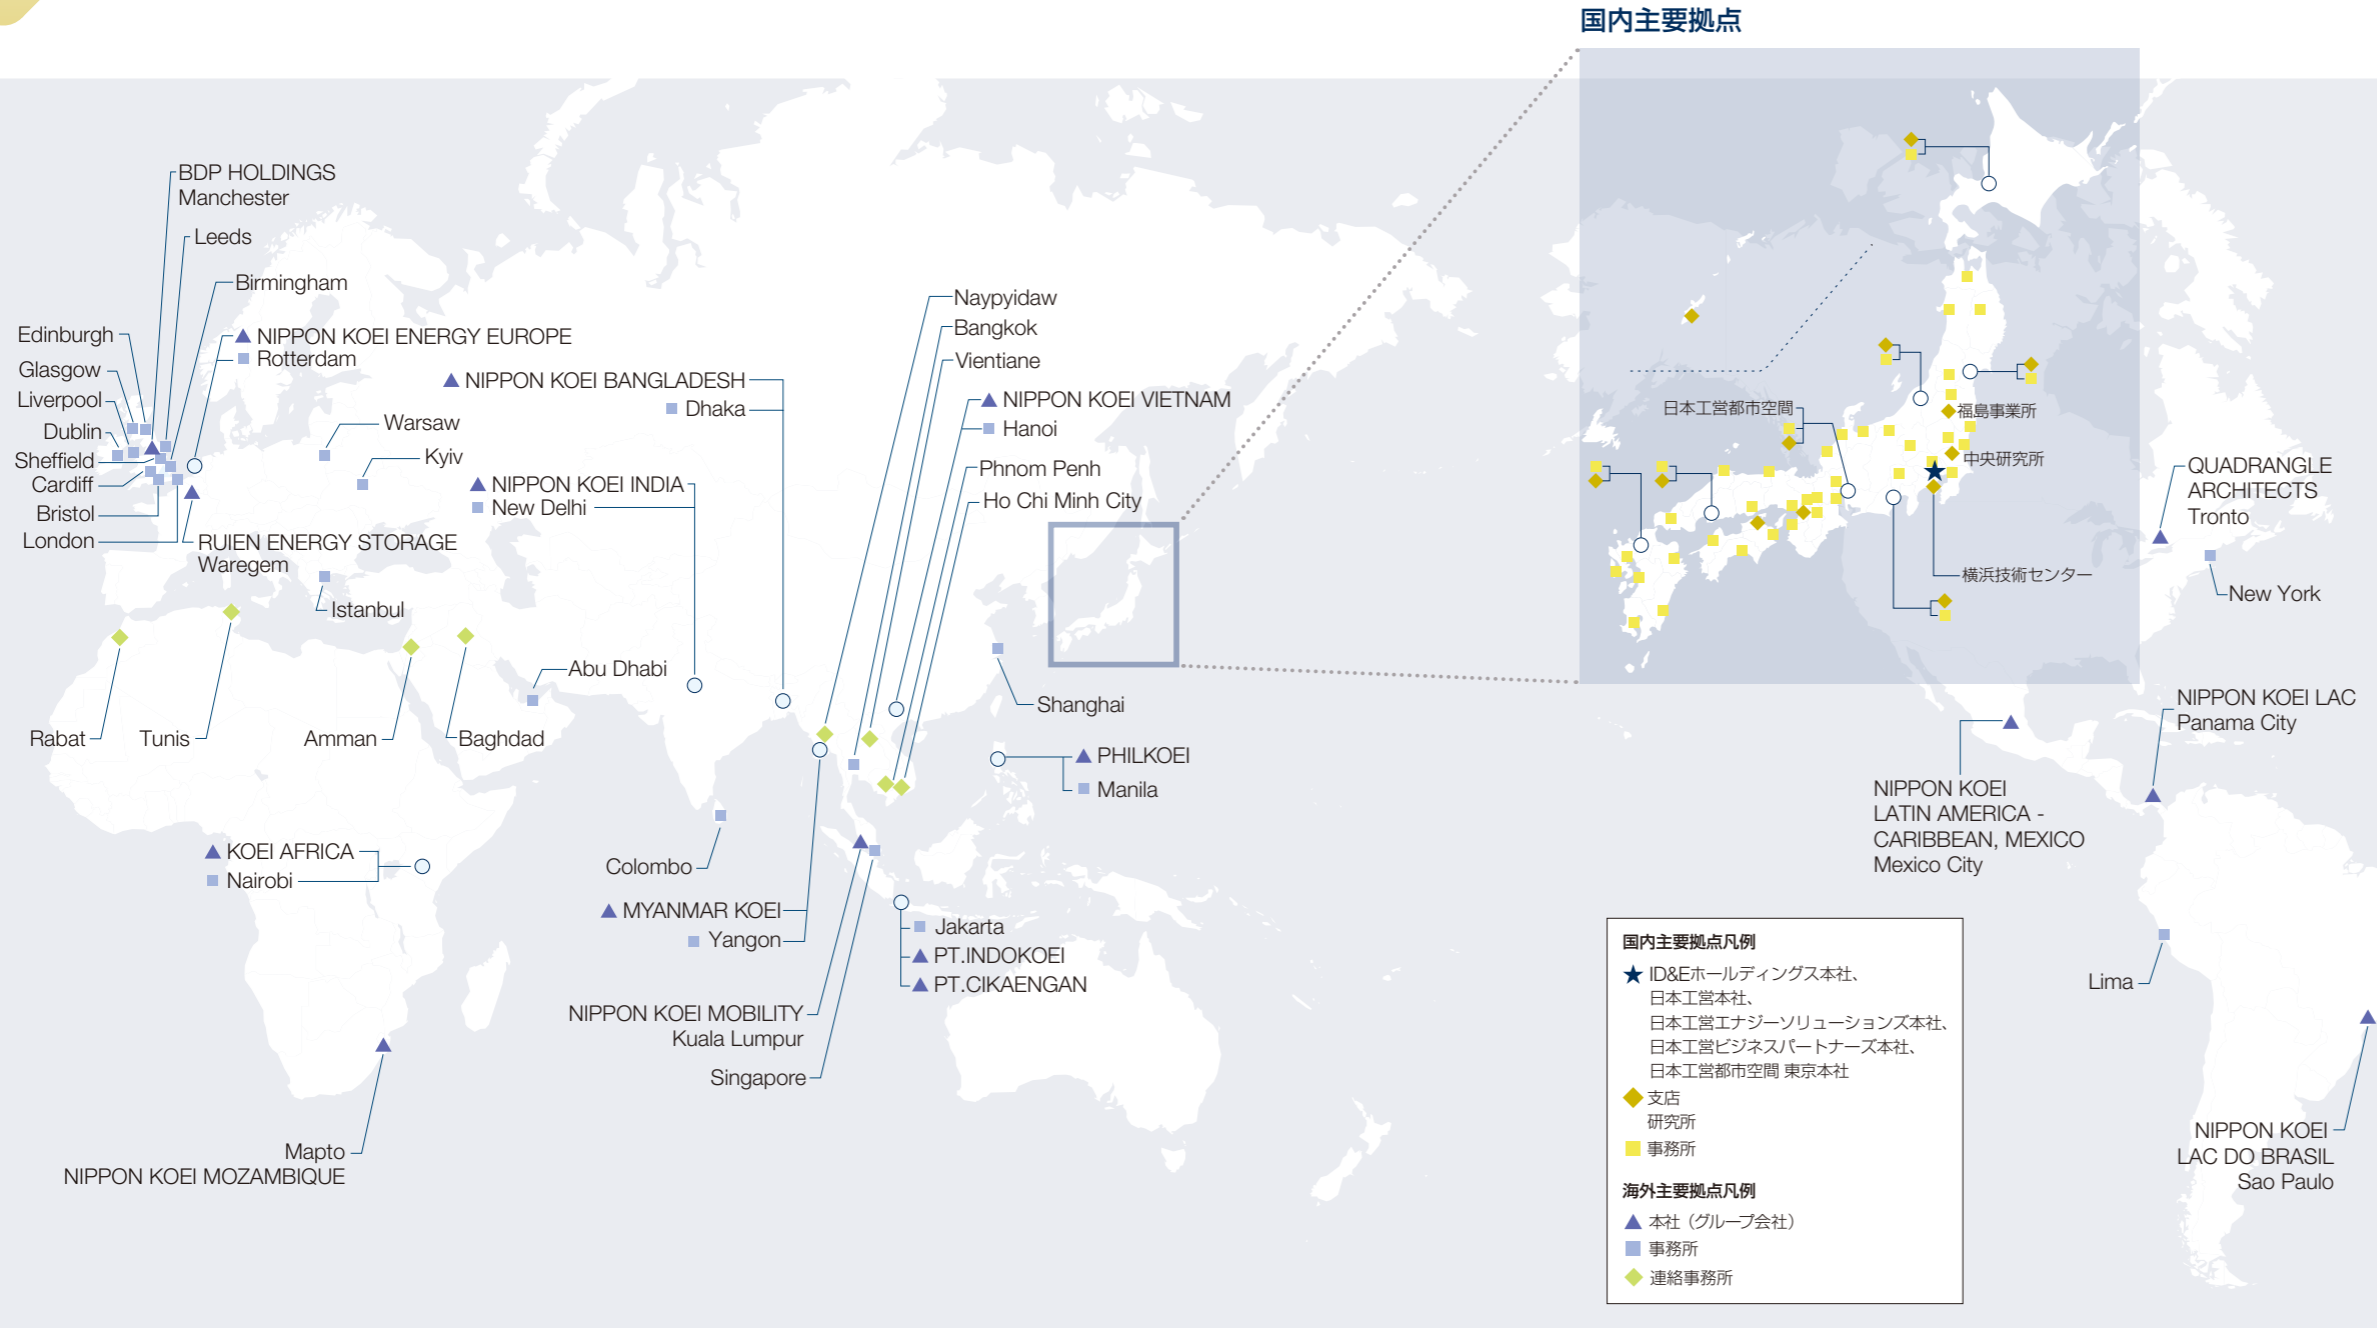 国内主要拠点
BDP HOLDINGS
Manchester
Leeds
Birmingham
Edinburgh
NIPPON KOEI ENERGY EUROPE
Rotterdam
Glasgow
Liverpool
Dublin
Sheffield
Cardiff
Bristol
London
Warsaw
Kyiv
RUIEN ENERGY STORAGE
Waregem
Istanbul
Rabat
Tunis
Amman
Baghdad
Abu Dhabi
NIPPON KOEI BANGLADESH
Dhaka
NIPPON KOEI INDIA
New Delhi
Naypyidaw
Bangkok
Vientiane
NIPPON KOEI VIETNAM
Hanoi
Phnom Penh
Ho Chi Minh City
Shanghai
PHILKOEI
Manila
KOEI AFRICA
Nairobi
Colombo
MYANMAR KOEI
Yangon
Jakarta
PT.INDOKOEI
PT.CIKAENGAN
NIPPON KOEI MOBILITY
Kuala Lumpur
Singapore
Mapto
NIPPON KOEI MOZAMBIQUE
日本工営都市空間
福島事業所
中央研究所
横浜技術センター
QUADRANGLE
ARCHITECTS
Tronto
New York
NIPPON KOEI LAC
Panama City
NIPPON KOEI
LATIN AMERICA -
CARIBBEAN, MEXICO
Mexico City
Lima
NIPPON KOEI
LAC DO BRASIL
Sao Paulo
国内主要拠点凡例
ID&Eホールディングス本社、
日本工営本社、
日本工営エナジーソリューションズ本社、
日本工営ビジネスパートナーズ本社、
日本工営都市空間 東京本社
支店
研究所
事務所
海外主要拠点凡例
本社（グループ会社）
事務所
連絡事務所